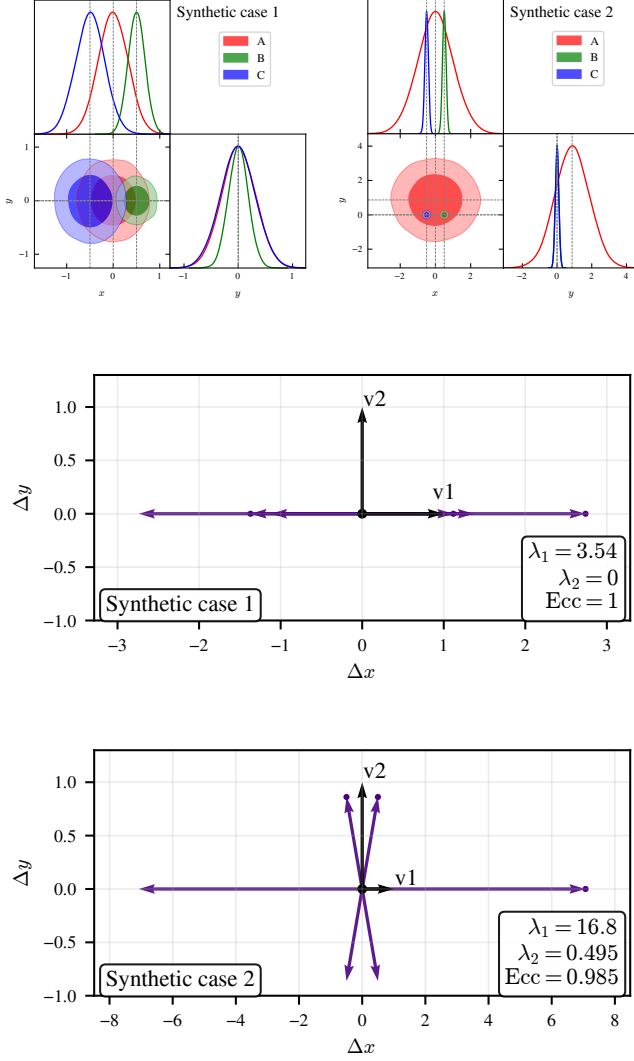 Synthetic case 1
A
B
C
1
0
−1
y
−1
0
1
x
−1
0
1
y
Synthetic case 2
A
B
C
4
2
0
−2
y
−2
0
2
x
−2
0
2
4
y
1.0
0.5
0.0
−0.5
−1.0
Δy
v2
v1
Synthetic case 1
λ1 = 3.54
λ2 = 0
Ecc = 1
−3
−2
−1
0
1
2
3
Δx
1.0
0.5
0.0
−0.5
−1.0
Δy
v2
v1
Synthetic case 2
λ1 = 16.8
λ2 = 0.495
Ecc = 0.985
−8
−6
−4
−2
0
2
4
6
8
Δx